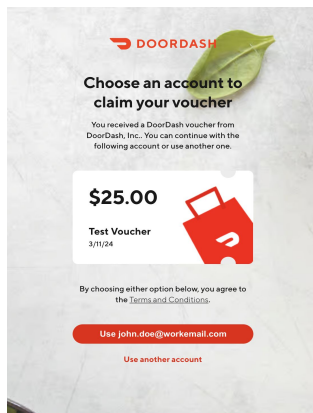 DOORDASH
Choose an account to
claim your voucher
You received a DoorDash voucher from
DoorDash, Inc.. You can continue with the
following account or use another one.
$25.00
Test Voucher
3/11/24
By choosing either option below, you agree to
the Terms and Conditions.
Use john.doe@workemail.com
Use another account